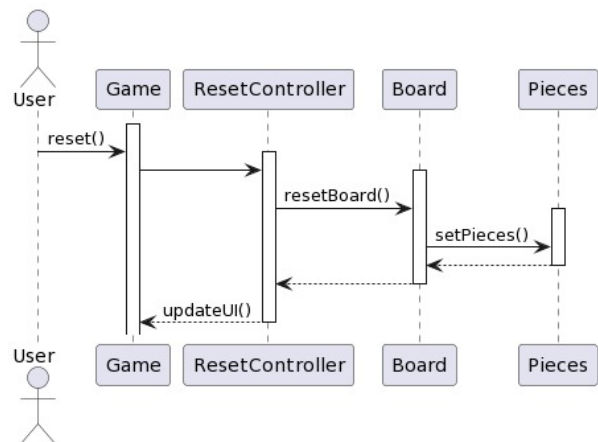 User
Game
ResetController
Board
Pieces
reset()
resetBoard()
setPieces()
updateUI()
User
Game
ResetController
Board
Pieces